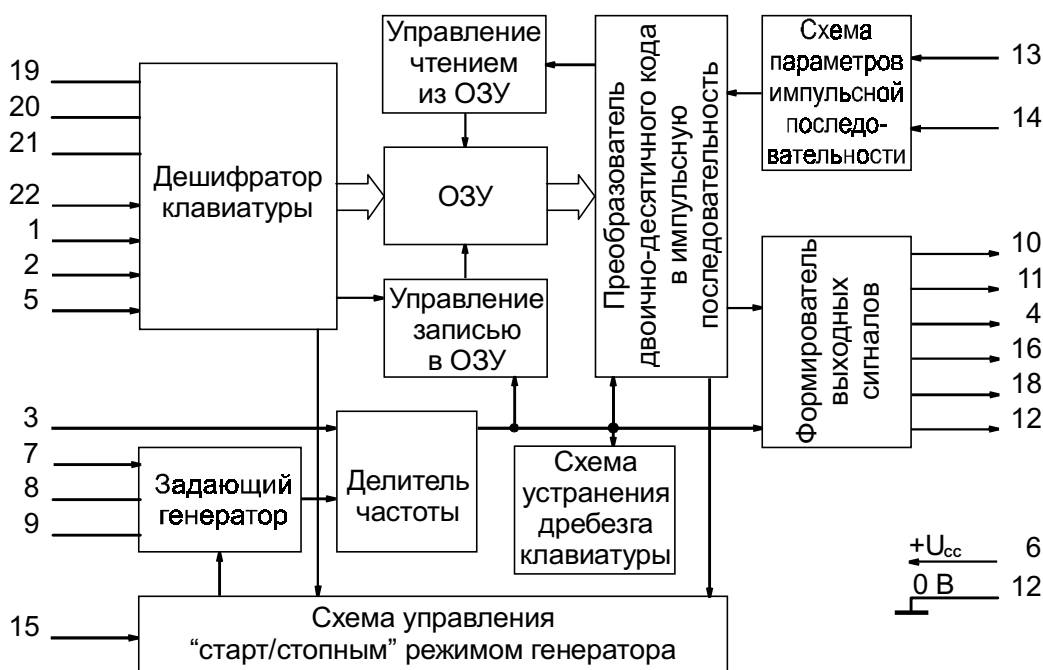 19
20
21
22
1
2
5
3
7
8
9
15
Дешифратор
клавиатуры
Управление
чтением
из ОЗУ
ОЗУ
Управление
записью
в ОЗУ
Преобразователь
двоично-десятичного кода
в импульсную
последовательность
Схема
параметров
импульсной
последо-
вательности
13
14
Формирователь
выходных
сигналов
10
11
4
16
18
12
Задающий
генератор
Делитель
частоты
Схема
устранения
дребезга
клавиатуры
Схема управления
“старт/стопным” режимом генератора
+Ucc
6
0 В
12